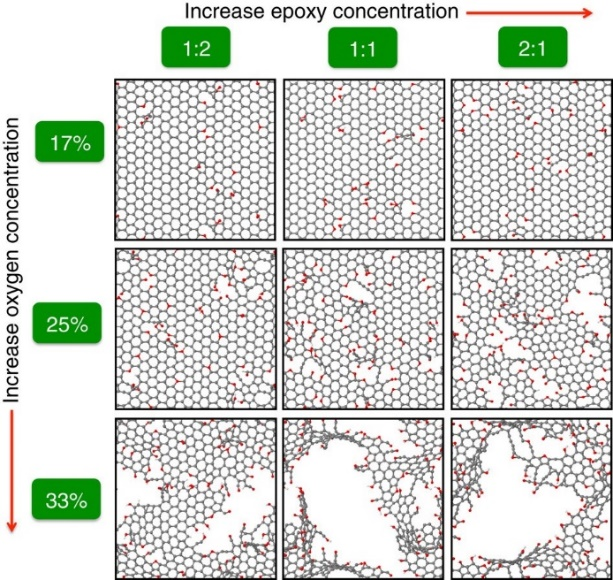 Increase epoxy concentration
1:2 1:1 2:1
Increase oxygen concentration
17%
25%
33%